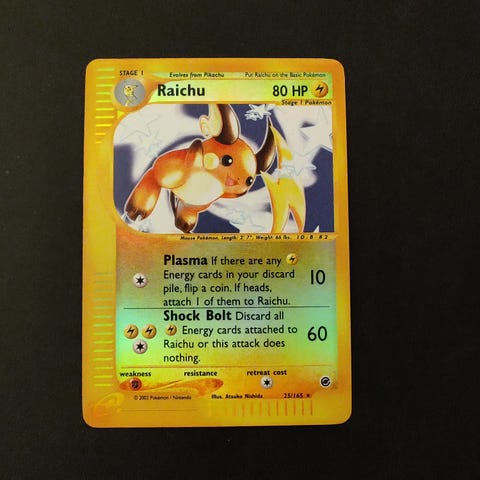 STAGE 1 Evolves from Pikachu Put Raichu on the Basic Pokémon
Raichu 80 HP
Stage 1 Pokémon
Mouse Pokémon. Length: 2' 7", Weight: 66 lbs. 10-8-82
Plasma If there are any
Energy cards in your discard
pile, flip a coin. If heads,
attach 1 of them to Raichu.
10
Shock Bolt Discard all
Energy cards attached to
Raichu or this attack does
nothing.
60
weakness resistance retreat cost
© 2002 Pokémon / Nintendo Illus. Atsuko Nishida 25/165 ★